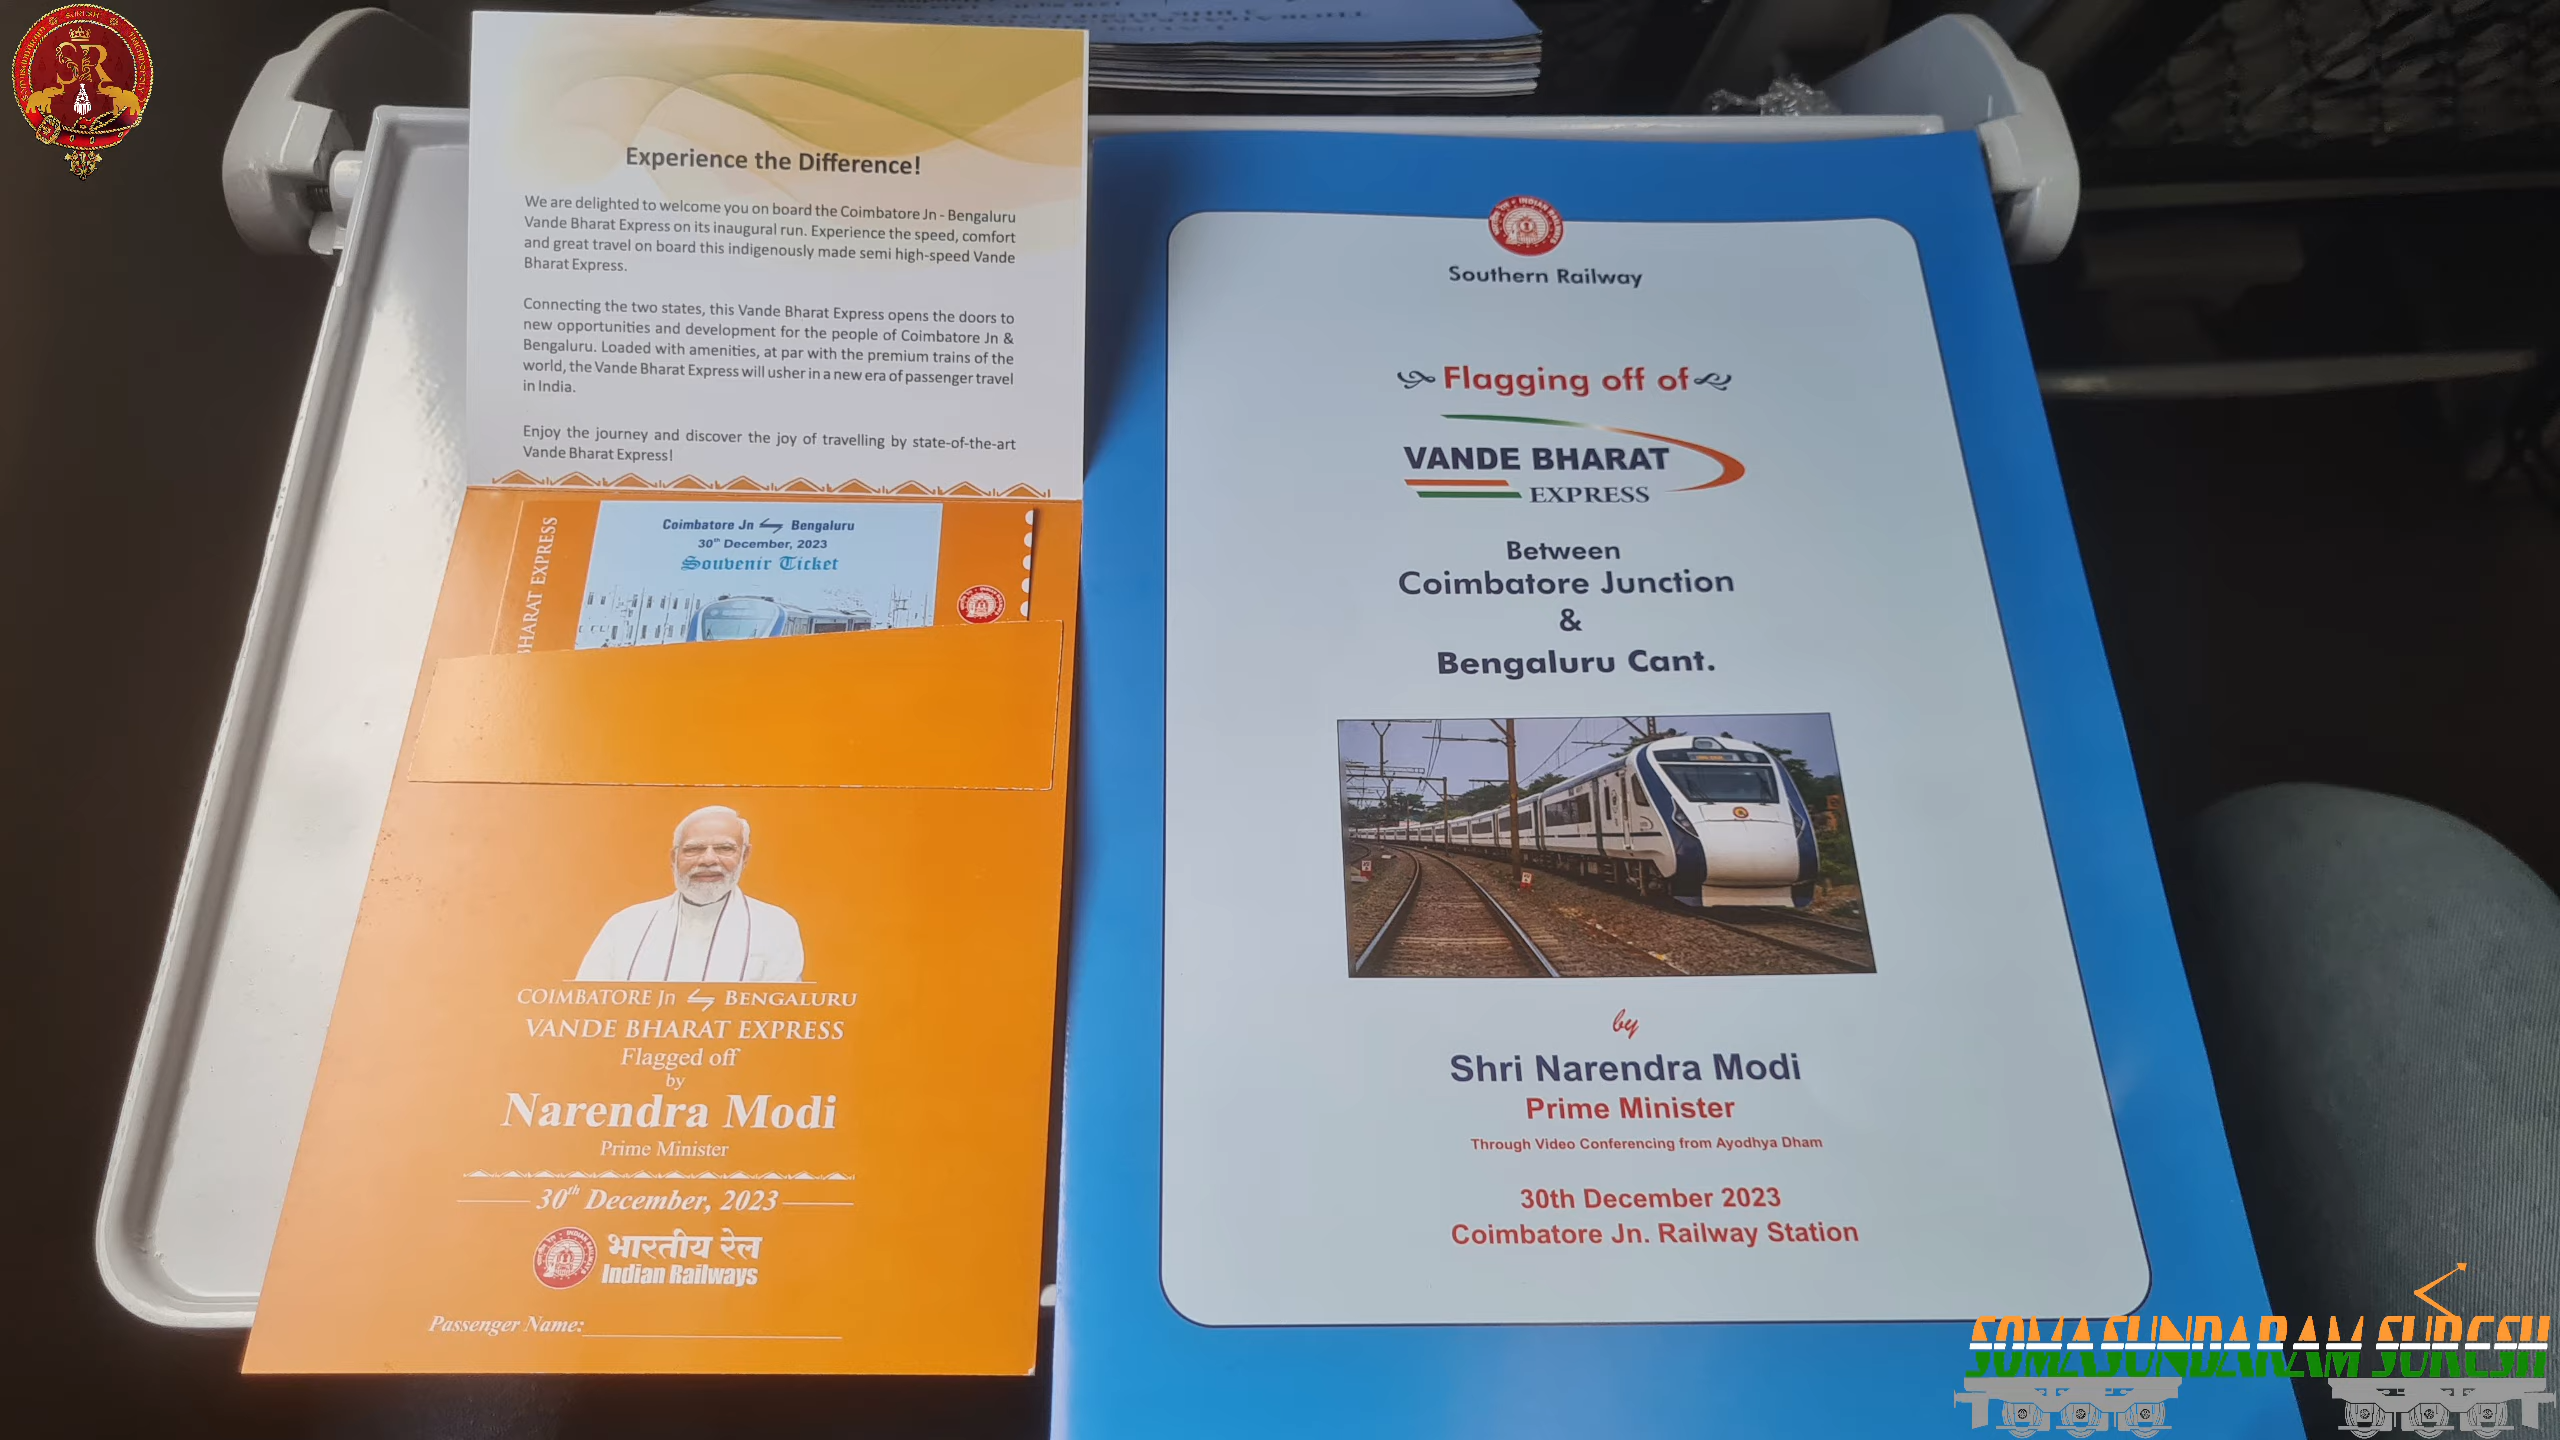 SR
Experience the Difference!
We are delighted to welcome you on board the Coimbatore Jn - Bengaluru
Vande Bharat Express on its inaugural run. Experience the speed, comfort
and great travel on board this indigenously made semi high-speed Vande
Bharat Express.
Connecting the two states, this Vande Bharat Express opens the doors to
new opportunities and development for the people of Coimbatore Jn &
Bengaluru. Loaded with amenities, at par with the premium trains of the
world, the Vande Bharat Express will usher in a new era of passenger travel
in India.
Enjoy the journey and discover the joy of travelling by state-of-the-art
Vande Bharat Express!
BHARAT EXPRESS
Coimbatore Jn Bengaluru
30th December, 2023
Souvenir Ticket
COIMBATORE Jn BENGALURU
VANDE BHARAT EXPRESS
Flagged off
by
Narendra Modi
Prime Minister
30th December, 2023
भारतीय रेल
Indian Railways
Passenger Name:
Southern Railway
Flagging off of
VANDE BHARAT
EXPRESS
Between
Coimbatore Junction
&
Bengaluru Cant.
by
Shri Narendra Modi
Prime Minister
Through Video Conferencing from Ayodhya Dham
30th December 2023
Coimbatore Jn. Railway Station
SOMASUNDARAM SURESH